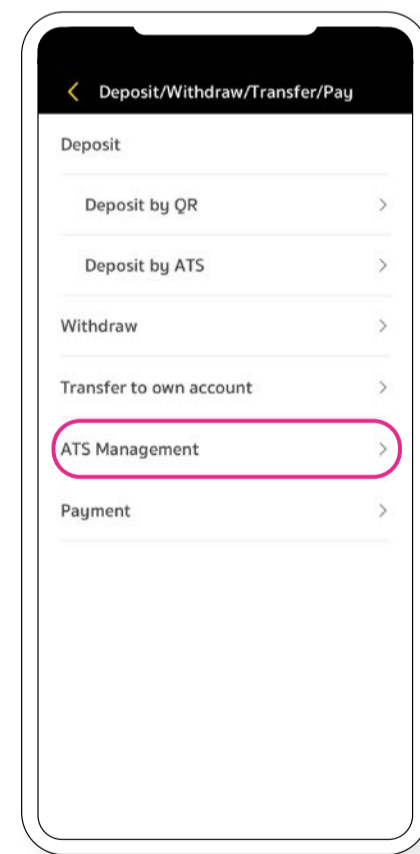 Deposit/Withdraw/Transfer/Pay
Deposit
Deposit by QR
Deposit by ATS
Withdraw
Transfer to own account
ATS Management
Payment